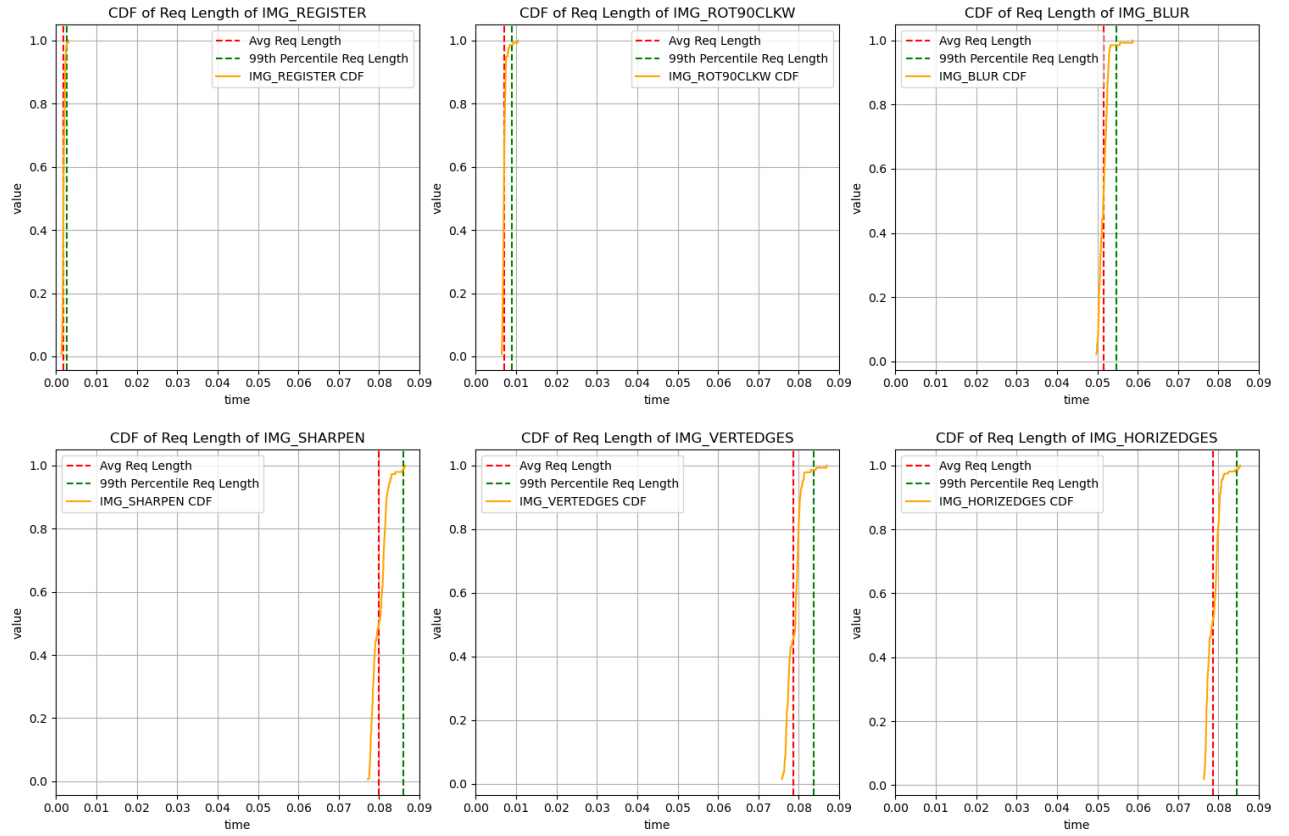 CDF of Req Length of IMG_REGISTER
Avg Req Length
99th Percentile Req Length
IMG_REGISTER CDF
value
1.0
0.8
0.6
0.4
0.2
0.0
0.00 0.01 0.02 0.03 0.04 0.05 0.06 0.07 0.08 0.09
time
CDF of Req Length of IMG_ROT90CLKW
Avg Req Length
99th Percentile Req Length
IMG_ROT90CLKW CDF
value
1.0
0.8
0.6
0.4
0.2
0.0
0.00 0.01 0.02 0.03 0.04 0.05 0.06 0.07 0.08 0.09
time
CDF of Req Length of IMG_BLUR
Avg Req Length
99th Percentile Req Length
IMG_BLUR CDF
value
1.0
0.8
0.6
0.4
0.2
0.0
0.00 0.01 0.02 0.03 0.04 0.05 0.06 0.07 0.08 0.09
time
CDF of Req Length of IMG_SHARPEN
Avg Req Length
99th Percentile Req Length
IMG_SHARPEN CDF
value
1.0
0.8
0.6
0.4
0.2
0.0
0.00 0.01 0.02 0.03 0.04 0.05 0.06 0.07 0.08 0.09
time
CDF of Req Length of IMG_VERTEDGES
Avg Req Length
99th Percentile Req Length
IMG_VERTEDGES CDF
value
1.0
0.8
0.6
0.4
0.2
0.0
0.00 0.01 0.02 0.03 0.04 0.05 0.06 0.07 0.08 0.09
time
CDF of Req Length of IMG_HORIZEDGES
Avg Req Length
99th Percentile Req Length
IMG_HORIZEDGES CDF
value
1.0
0.8
0.6
0.4
0.2
0.0
0.00 0.01 0.02 0.03 0.04 0.05 0.06 0.07 0.08 0.09
time